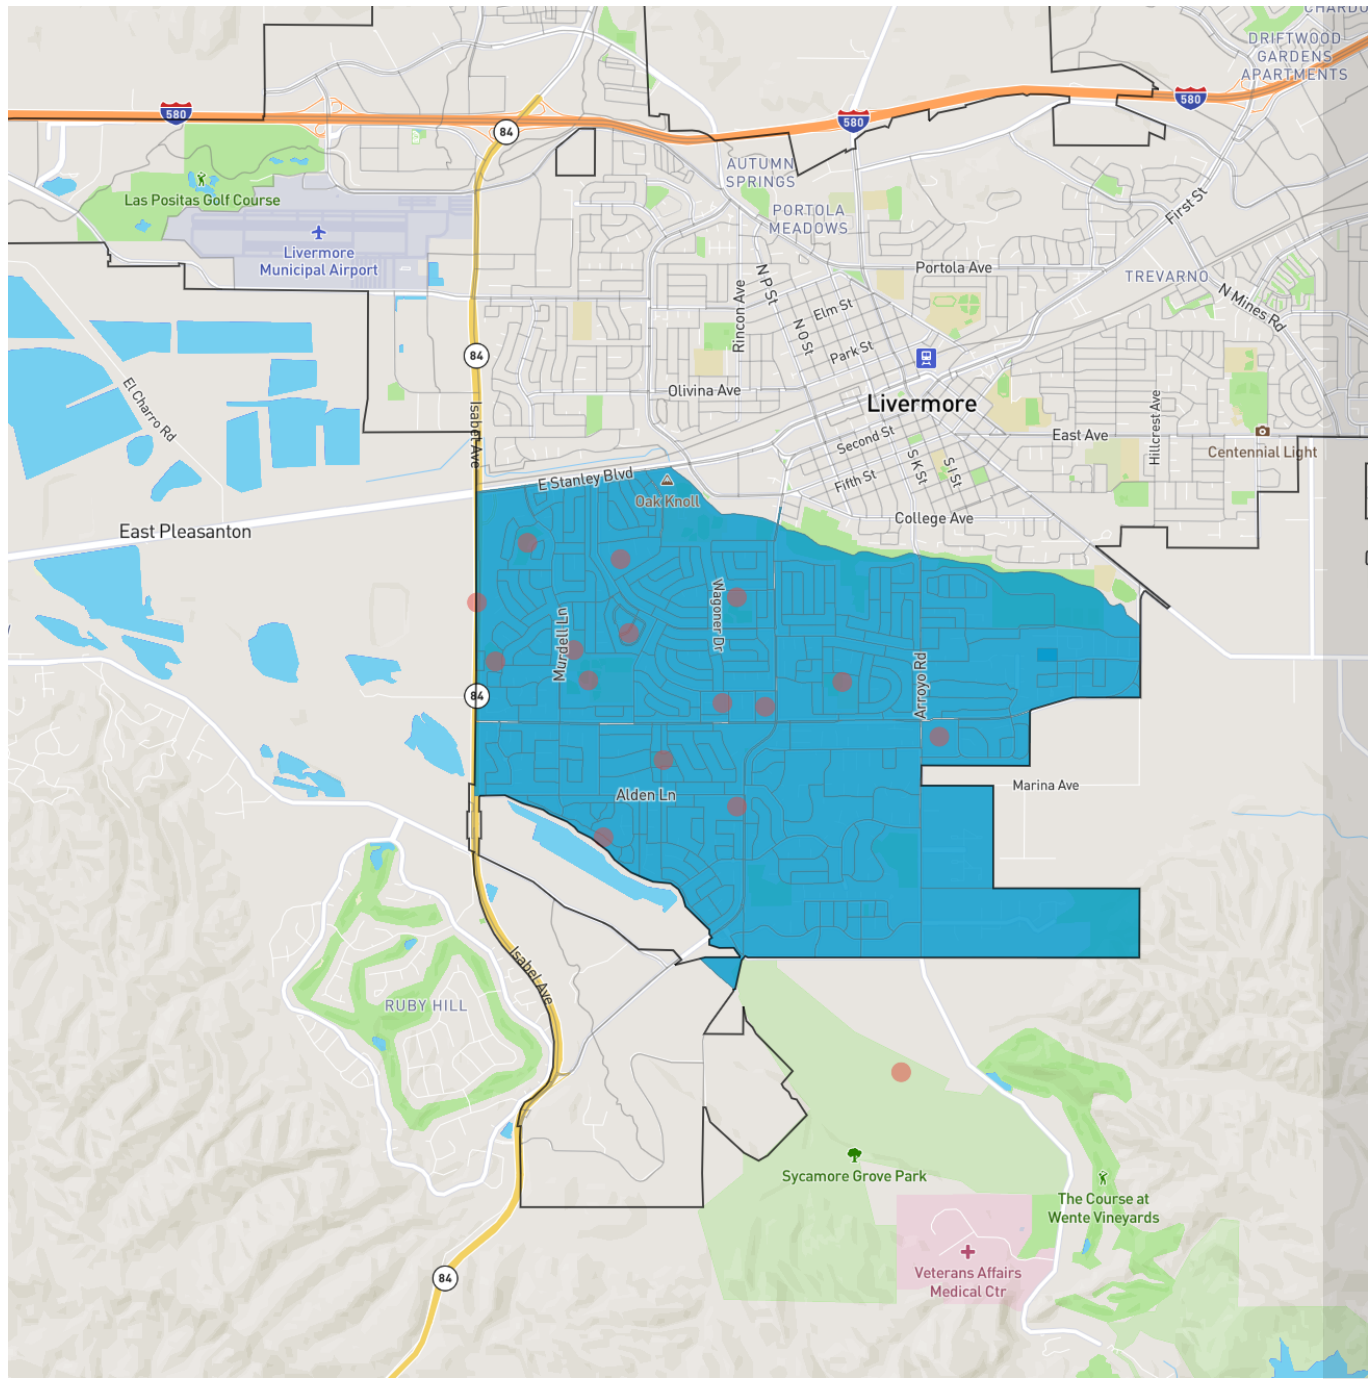 CHARDO
DRIFTWOOD
GARDENS
APARTMENTS
580
580
580
84
AUTUMN
SPRINGS
Las Positas Golf Course
PORTOLA
MEADOWS
First St
Livermore
Municipal Airport
Portola Ave
TREVARNO
N P St
Rincon Ave
Elm St
N Mines Rd
N O St
Park St
84
El Charro Rd
Olivina Ave
Livermore
Isabel Ave
Hillcrest Ave
Second St
East Ave
Centennial Light
S K St
S I St
E Stanley Blvd
Fifth St
Oak Knoll
College Ave
East Pleasanton
Wagoner Dr
Murdell Ln
Arroyo Rd
84
Alden Ln
Marina Ave
Isabel Ave
RUBY HILL
Sycamore Grove Park
The Course at
Wente Vineyards
Veterans Affairs
Medical Ctr
84